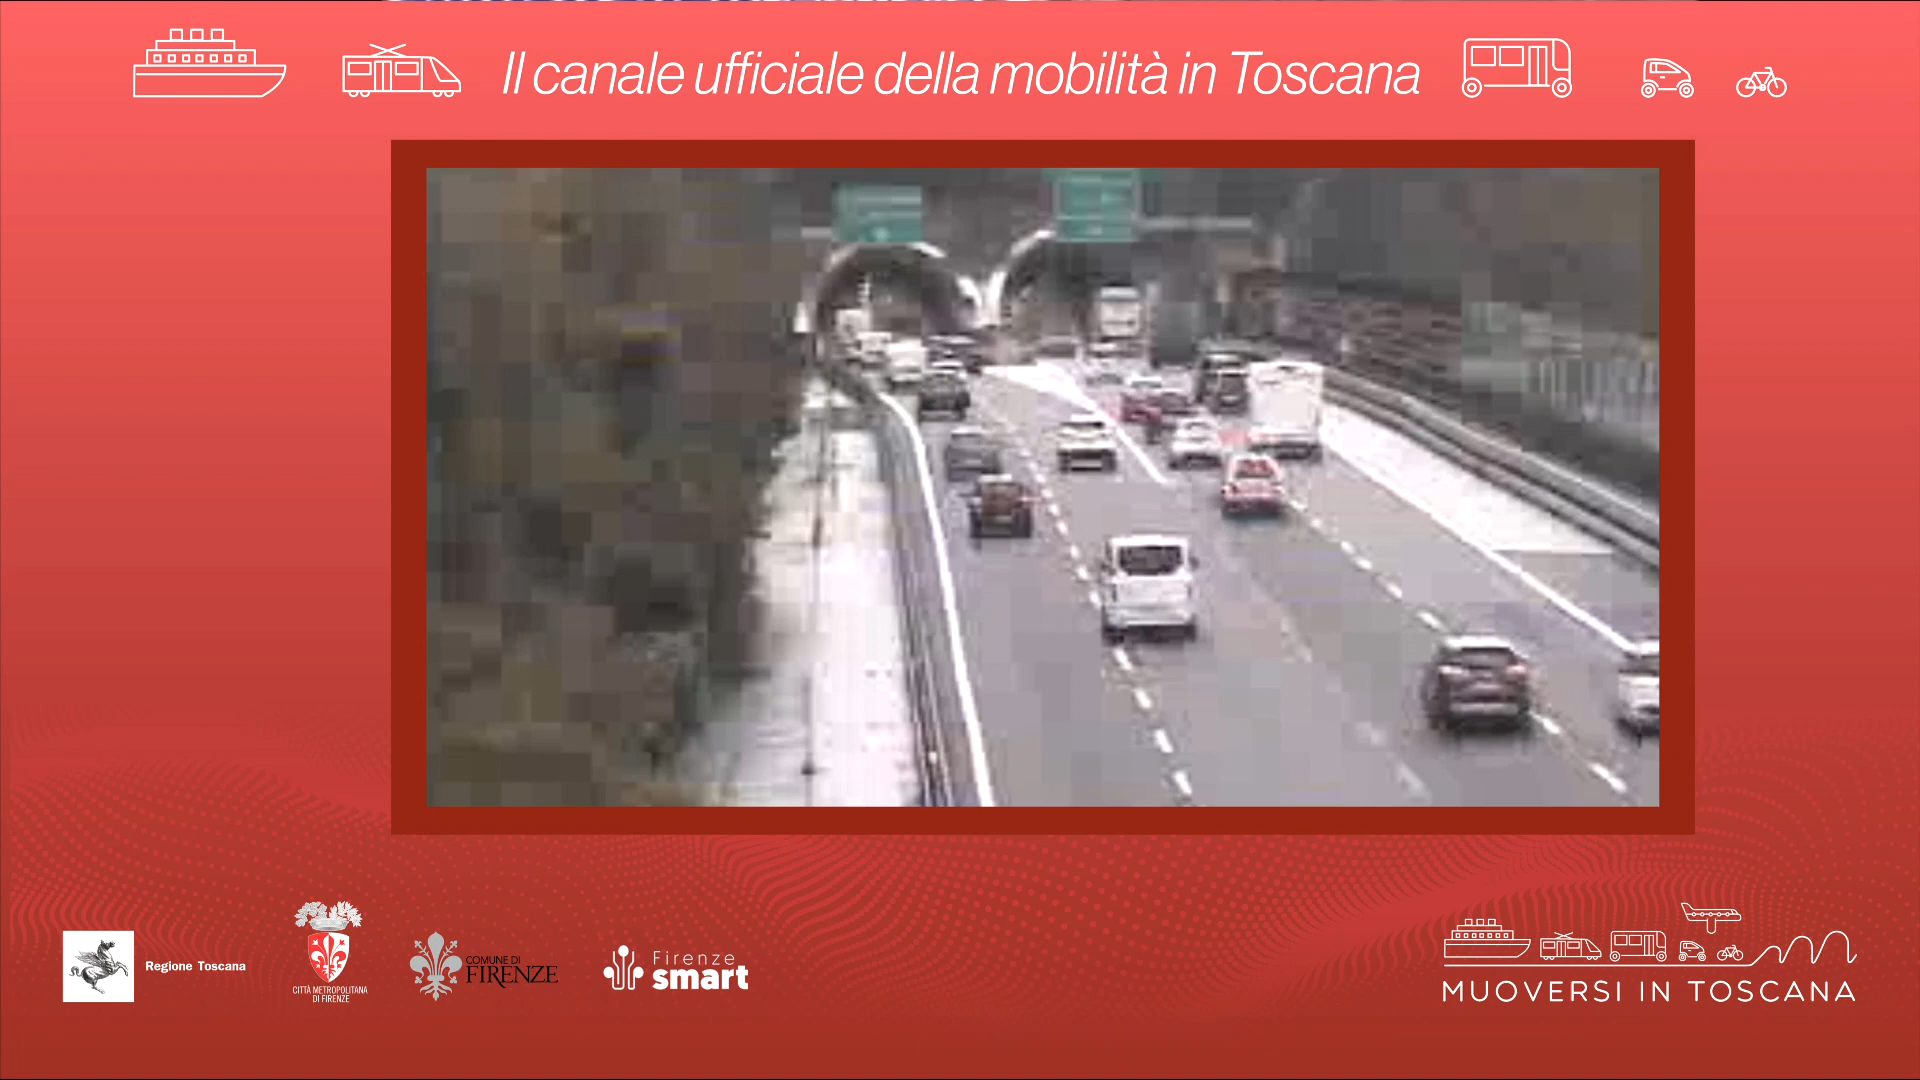 Il canale ufficiale della mobilità in Toscana
Regione Toscana
CITTÀ METROPOLITANA
DI FIRENZE
COMUNE DI
FIRENZE
Firenze
smart
MUOVERSI IN TOSCANA